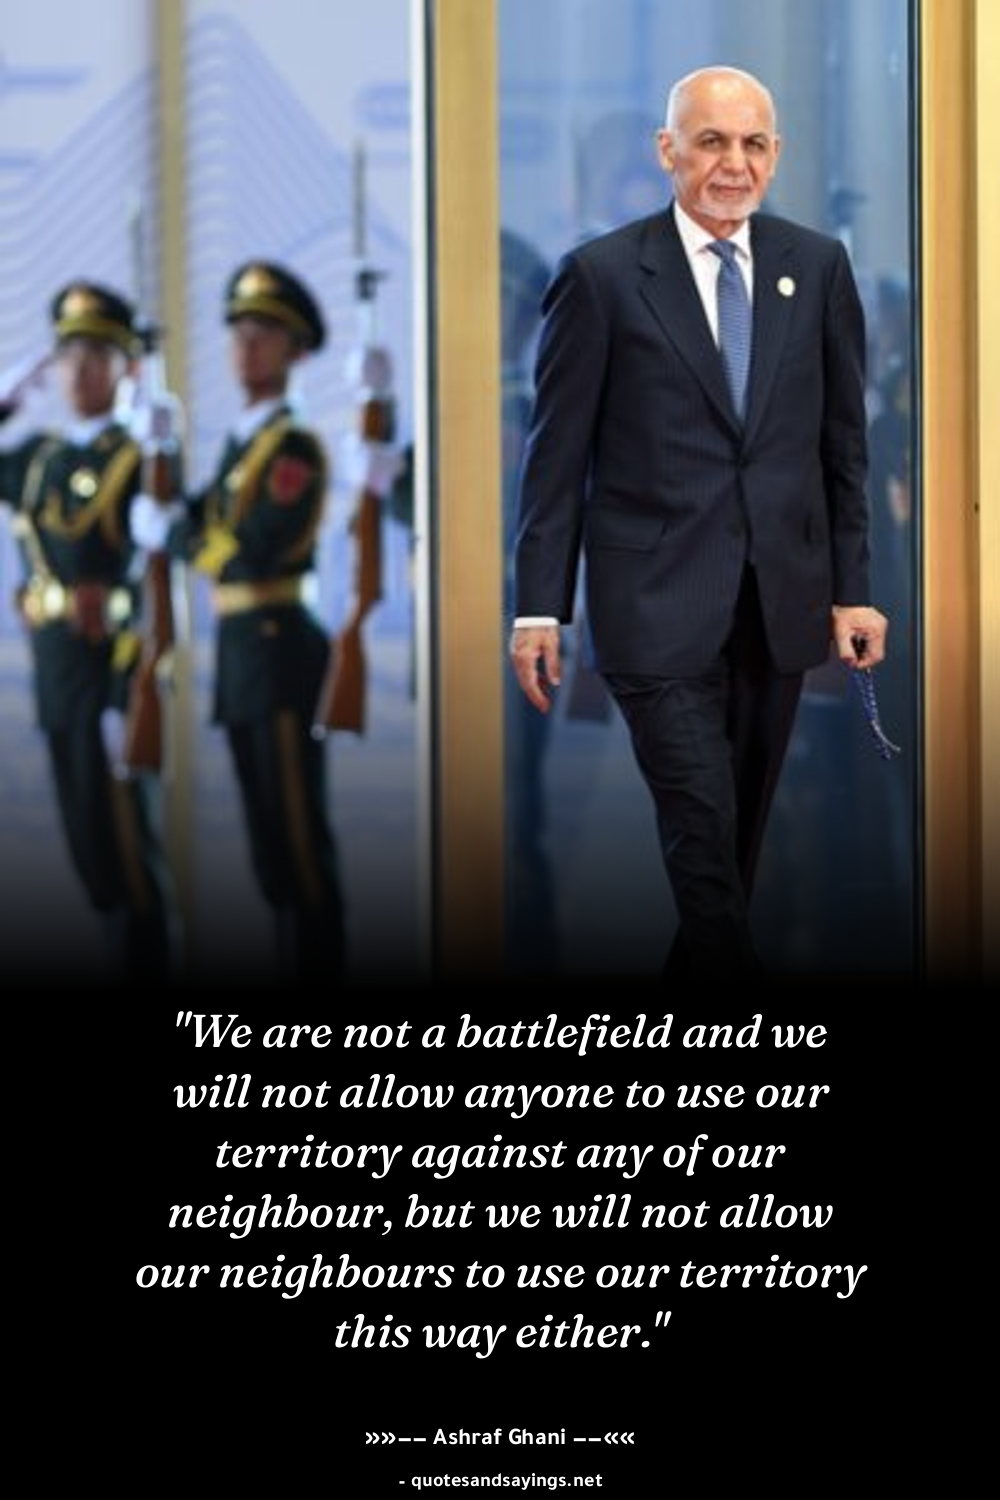 "We are not a battlefield and we
will not allow anyone to use our
territory against any of our
neighbour, but we will not allow
our neighbours to use our territory
this way either."
»»−− Ashraf Ghani −−««
- quotesandsayings.net